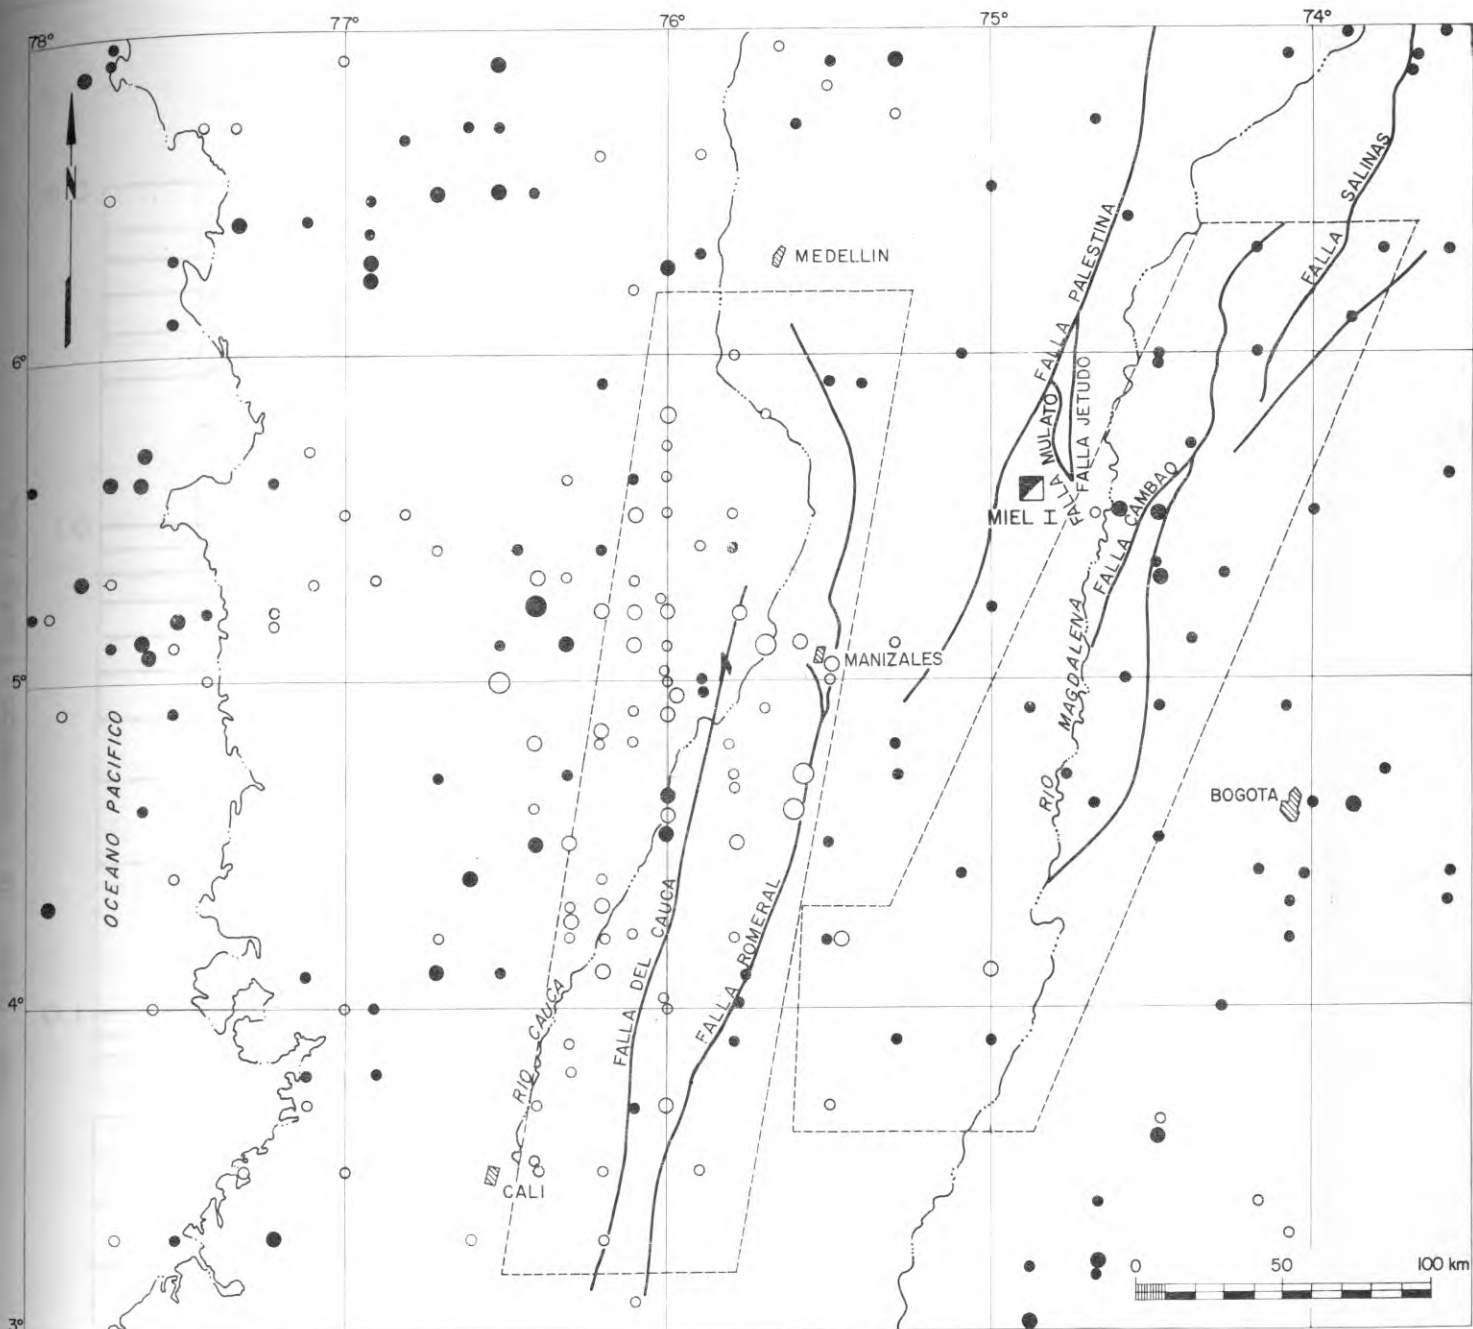 78°
77°
76°
75°
74°
N
MEDELLIN
FALLA PALESTINA
FALLA SALINAS
6°
FALLA MULATO
FALLA JETUDO
MIEL I
FALLA CAMBAO
MANIZALES
5°
OCEANO PACIFICO
RIO MAGDALENA
BOGOTA
FALLA DEL CAUCA
FALLA ROMERAL
RIO CAUCA
4°
CALI
0 50 100 km
3°